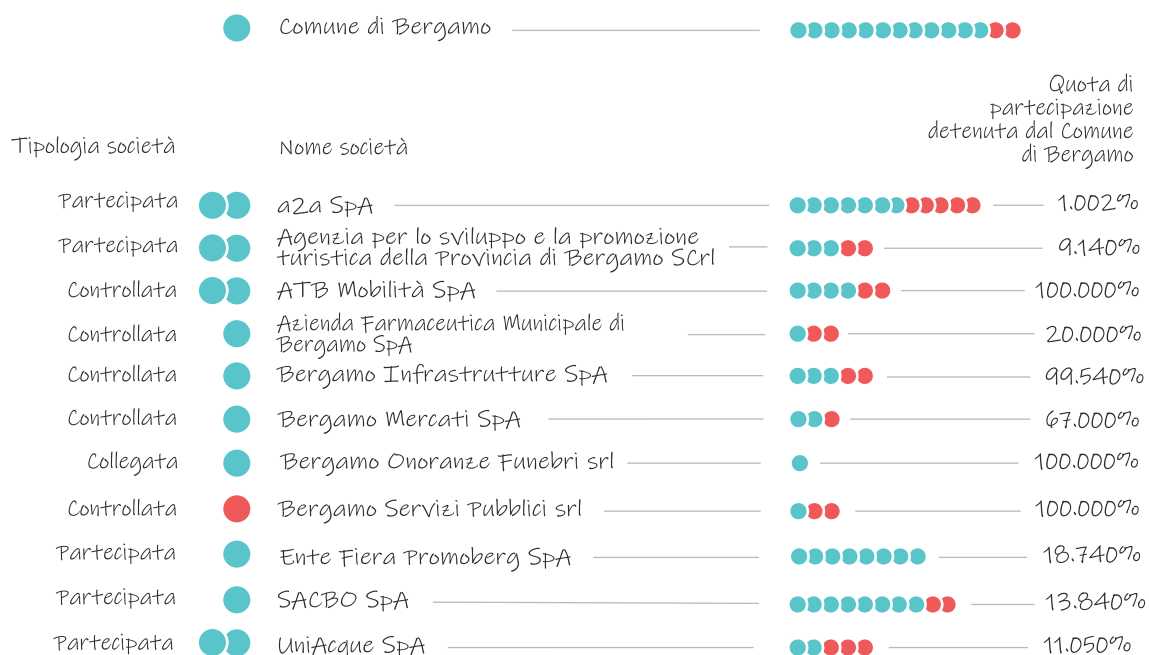 Comune di Bergamo
Quota di
partecipazione
detenuta dal Comune
di Bergamo
Tipologia società
Nome società
Partecipata a2a SpA 1.002%
Partecipata Agenzia per lo sviluppo e la promozione
turistica della Provincia di Bergamo SCrl 9.140%
Controllata ATB Mobilità SpA 100.000%
Controllata Azienda Farmaceutica Municipale di
Bergamo SpA 20.000%
Controllata Bergamo Infrastrutture SpA 99.540%
Controllata Bergamo Mercati SpA 67.000%
Collegata Bergamo Onoranze Funebri srl 100.000%
Controllata Bergamo Servizi Pubblici srl 100.000%
Partecipata Ente Fiera Promoberg SpA 18.740%
Partecipata SACBO SpA 13.840%
Partecipata UniAcque SpA 11.050%